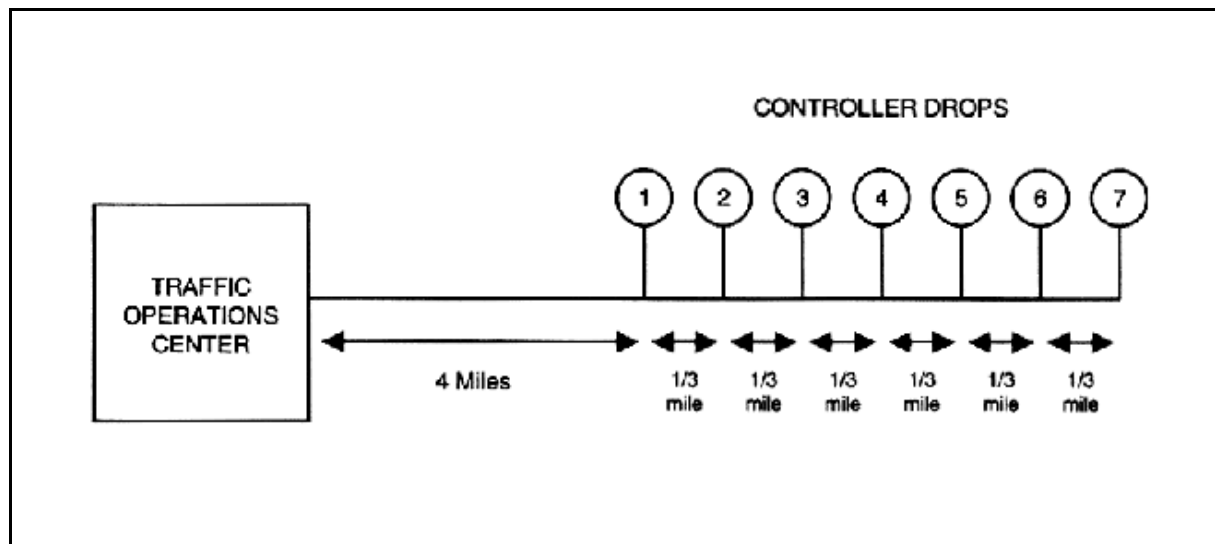 CONTROLLER DROPS
1 2 3 4 5 6 7
TRAFFIC
OPERATIONS
CENTER
4 Miles
1/3 1/3 1/3 1/3 1/3 1/3
mile mile mile mile mile mile